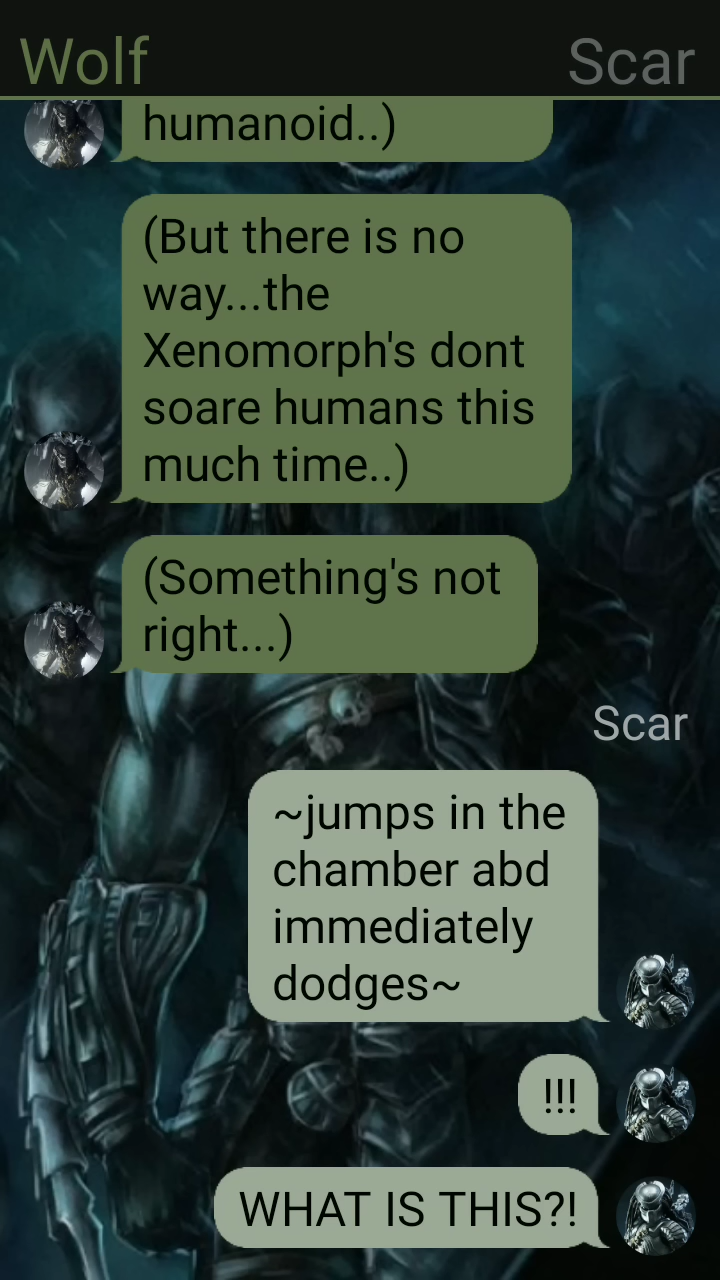 Wolf Scar
humanoid..)
(But there is no
way...the
Xenomorph's dont
soare humans this
much time..)
(Something's not
right...)
Scar
~jumps in the
chamber abd
immediately
dodges~
!!!
WHAT IS THIS?!